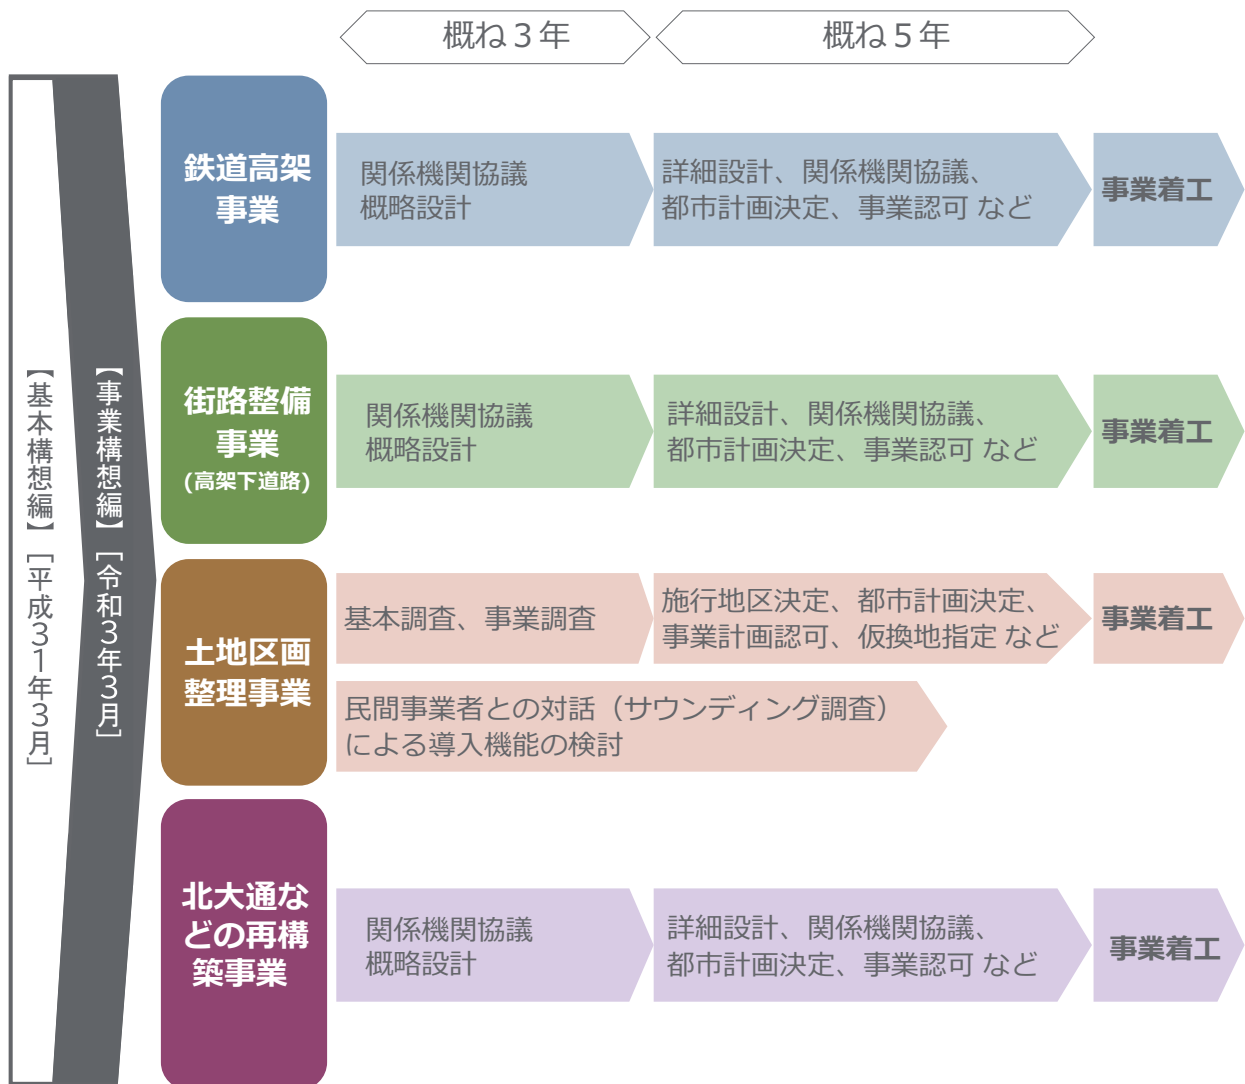 概ね３年
概ね５年
【基本構想編】［平成３１年３月］
【事業構想編】［令和３年３月］
鉄道高架
事業
関係機関協議
概略設計
詳細設計、関係機関協議、
都市計画決定、事業認可 など
事業着工
街路整備
事業
(高架下道路)
関係機関協議
概略設計
詳細設計、関係機関協議、
都市計画決定、事業認可 など
事業着工
土地区画
整理事業
基本調査、事業調査
施行地区決定、都市計画決定、
事業計画認可、仮換地指定 など
事業着工
民間事業者との対話（サウンディング調査）
による導入機能の検討
北大通な
どの再構
築事業
関係機関協議
概略設計
詳細設計、関係機関協議、
都市計画決定、事業認可 など
事業着工